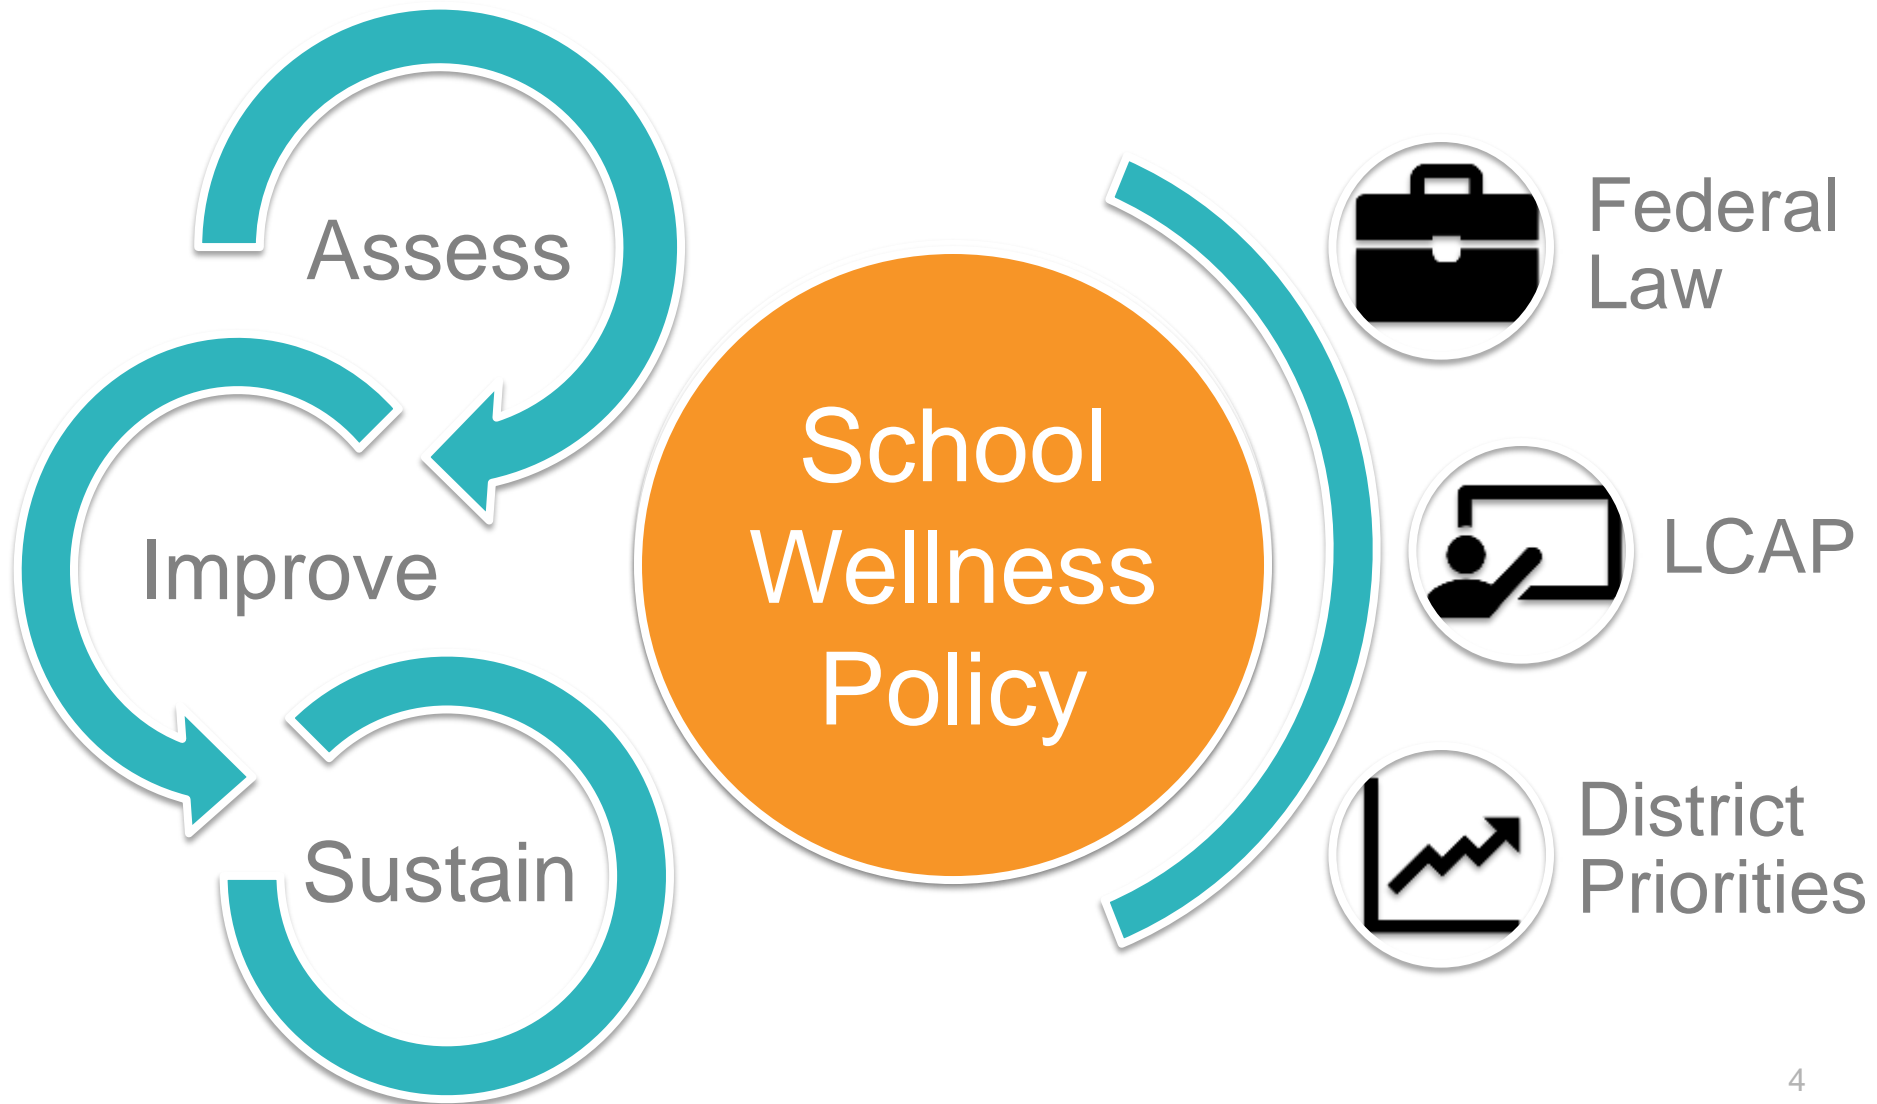 Assess
Improve
Sustain
School
Wellness
Policy
Federal
Law
LCAP
District
Priorities
4